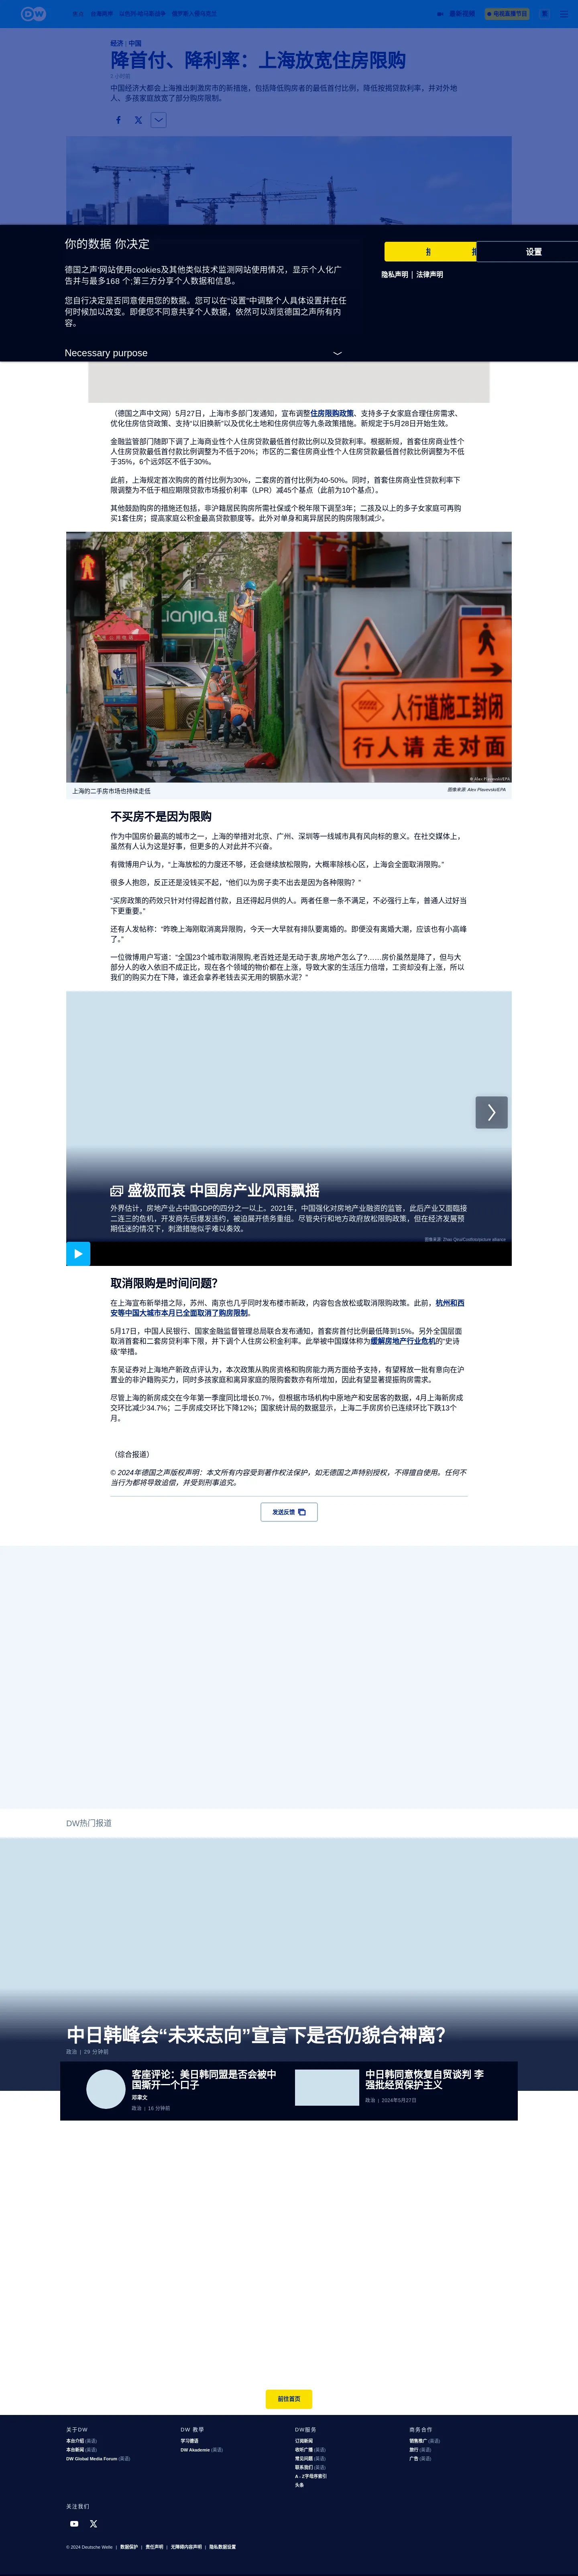 DW
最新视频
电视直播节目
经济 | 中国
降首付、降利率：上海放宽住房限购
中国经济大都会上海推出刺激房市的新措施，包括降低购房者的最低首付比例，降低按揭贷款利率，并对外地
人、多孩家庭放宽了部分购房限制。
你的数据 你决定
德国之声'网站使用cookies及其他类似技术监测网站使用情况，显示个人化广
告并与最多168 个;第三方分享个人数据和信息。
您自行决定是否同意使用您的数据。您可以在"设置"中调整个人具体设置并在任
何时候加以改变。即便您不同意共享个人数据，依然可以浏览德国之声所有内
容。
Necessary purpose
设置
隐私声明 | 法律声明
（德国之声中文网）5月27日，上海市多部门发通知，宣布调整住房限购政策、支持多子女家庭合理住房需求、
优化住房信贷政策、支持"以旧换新"以及优化土地和住房供应等九条政策措施。新规定于5月28日开始生效。
金融监管部门随即下调了上海商业性个人住房贷款最低首付款比例以及贷款利率。根据新规，首套住房商业性个
人住房贷款最低首付款比例调整为不低于20%；市区的二套住房商业性个人住房贷款最低首付款比例调整为不低
于35%，6个远郊区不低于30%。
此前，上海规定首次购房的首付比例为30%，二套房的首付比例为40-50%。同时，首套住房商业性贷款利率下
限调整为不低于相应期限贷款市场报价利率（LPR）减45个基点（此前为10个基点）。
其他鼓励购房的措施还包括，非沪籍居民购房所需社保或个税年限下调至3年；二孩及以上的多子女家庭可再购
买1套住房；提高家庭公积金最高贷款额度等。此外对单身和离异居民的购房限制减少。
Lianjia.链
人行道施工封闭
行人请走对面
© Alex Plavevski/EPA
上海的二手房市也持续走低
图像来源: Alex Plavevski/EPA
不买房不是因为限购
作为中国房价最高的城市之一，上海的举措对北京、广州、深圳等一线城市具有风向标的意义。在社交媒体上，
虽然有人认为这是好事，但更多的人对此并不兴奋。
有微博用户认为，"上海放松的力度还不够，还会继续放松限购，大概率除核心区，上海会全面取消限购。"
很多人抱怨，反正还是没钱买不起，"他们以为房子卖不出去是因为各种限购？"
"买房政策的药效只针对付得起首付款，且还得起月供的人。两者任意一条不满足，不必强行上车，普通人过好当
下更重要。"
还有人发帖称："昨晚上海刚取消离异限购，今天一大早就有排队要离婚的。即便没有离婚大潮，应该也有小高峰
了。"
一位微博用户写道："全国23个城市取消限购,老百姓还是无动于衷,房地产怎么了?……房价虽然是降了，但与大
部分人的收入依旧不成正比，现在各个领域的物价都在上涨，导致大家的生活压力倍增，工资却没有上涨，所以
我们的购买力在下降，谁还会拿养老钱去买无用的钢筋水泥？"
盛极而衰 中国房产业风雨飘摇
外界估计，房地产业占中国GDP的四分之一以上。2021年，中国强化对房地产业融资的监管，此后产业又面临接
二连三的危机，开发商先后爆发违约，被迫展开债务重组。尽管央行和地方政府放松限购政策，但在经济发展预
期低迷的情况下，刺激措施似乎难以奏效。
图像来源: Zhao Qirui/Costfoto/picture alliance
取消限购是时间问题？
在上海宣布新举措之际，苏州、南京也几乎同时发布楼市新政，内容包含放松或取消限购政策。此前，杭州和西
安等中国大城市本月已全面取消了购房限制。
5月17日，中国人民银行、国家金融监督管理总局联合发布通知，首套房首付比例最低降到15%。另外全国层面
取消首套和二套房贷利率下限，并下调个人住房公积金利率。此举被中国媒体称为缓解房地产行业危机的"史诗
级"举措。
东吴证券对上海地产新政点评认为，本次政策从购房资格和购房能力两方面给予支持，有望释放一批有意向在沪
置业的非沪籍购买力，同时多孩家庭和离异家庭的限购套数亦有所增加，因此有望显著提振购房需求。
尽管上海的新房成交在今年第一季度同比增长0.7%，但根据市场机构中原地产和安居客的数据，4月上海新房成
交环比减少34.7%；二手房成交环比下降12%；国家统计局的数据显示，上海二手房房价已连续环比下跌13个
月。
（综合报道）
© 2024年德国之声版权声明：本文所有内容受到著作权法保护，如无德国之声特别授权，不得擅自使用。任何不
当行为都将导致追偿，并受到刑事追究。
发送反馈
DW热门报道
中日韩峰会"未来志向"宣言下是否仍貌合神离？
政治 | 29 分钟前
客座评论：美日韩同盟是否会被中
国撕开一个口子
邓聿文
政治 | 16 分钟前
中日韩同意恢复自贸谈判 李
强批经贸保护主义
政治 | 2024年5月27日
前往首页
关于DW
本台介绍 (英语)
本台新闻 (英语)
DW Global Media Forum (英语)
DW 教學
学习德语
DW Akademie (英语)
DW服务
订阅新闻
收听广播 (英语)
常见问题 (英语)
联系我们 (英语)
A - Z字母序索引
头条
商务合作
销售推广 (英语)
旅行 (英语)
广告 (英语)
关注我们
© 2024 Deutsche Welle | 数据保护 | 责任声明 | 无障碍内容声明 | 隐私数据设置